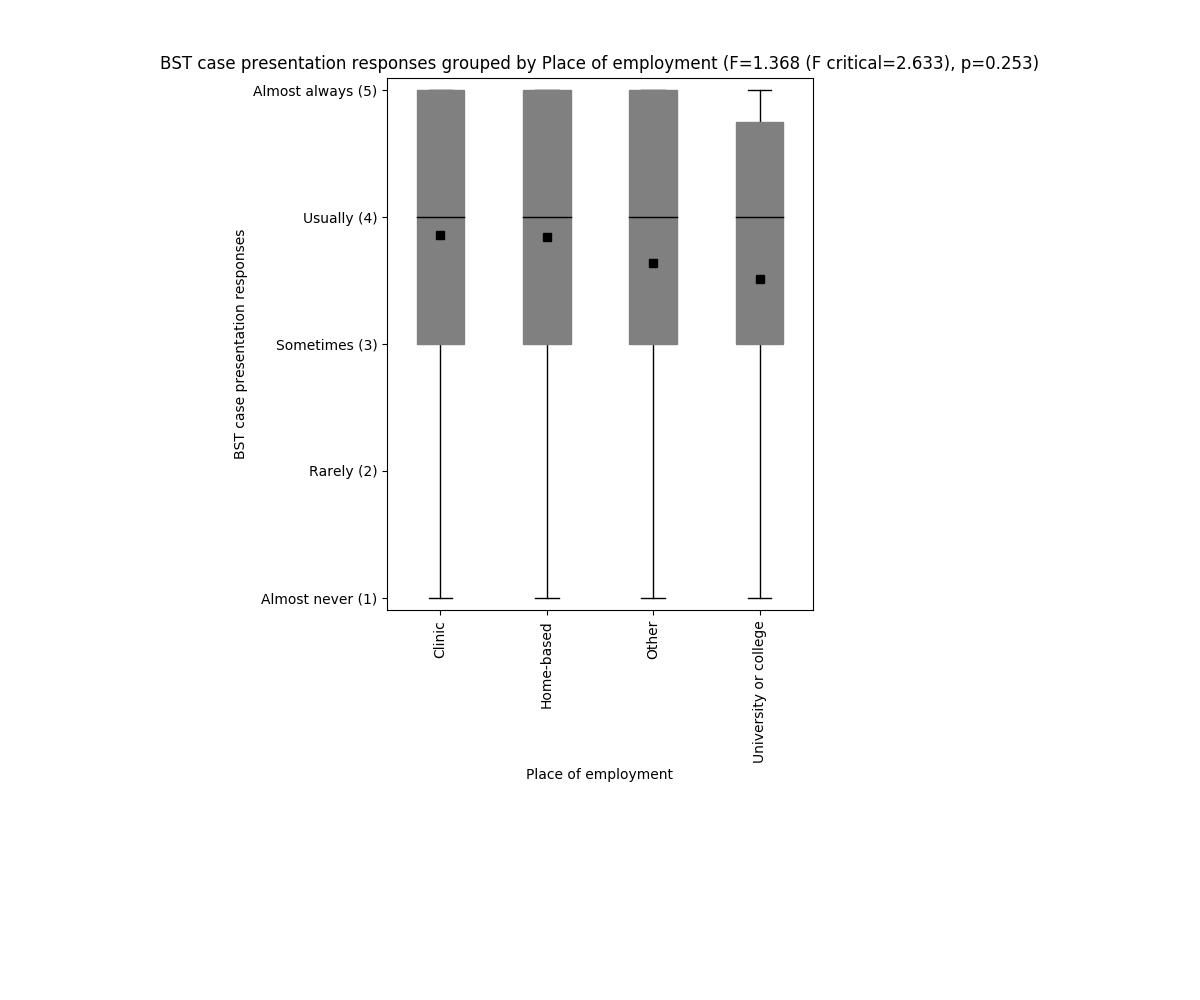 BST case presentation responses grouped by Place of employment (F=1.368 (F critical=2.633), p=0.253)
Almost always (5)
Usually (4)
Sometimes (3)
Rarely (2)
Almost never (1)
BST case presentation responses
Clinic
Home-based
Other
University or college
Place of employment